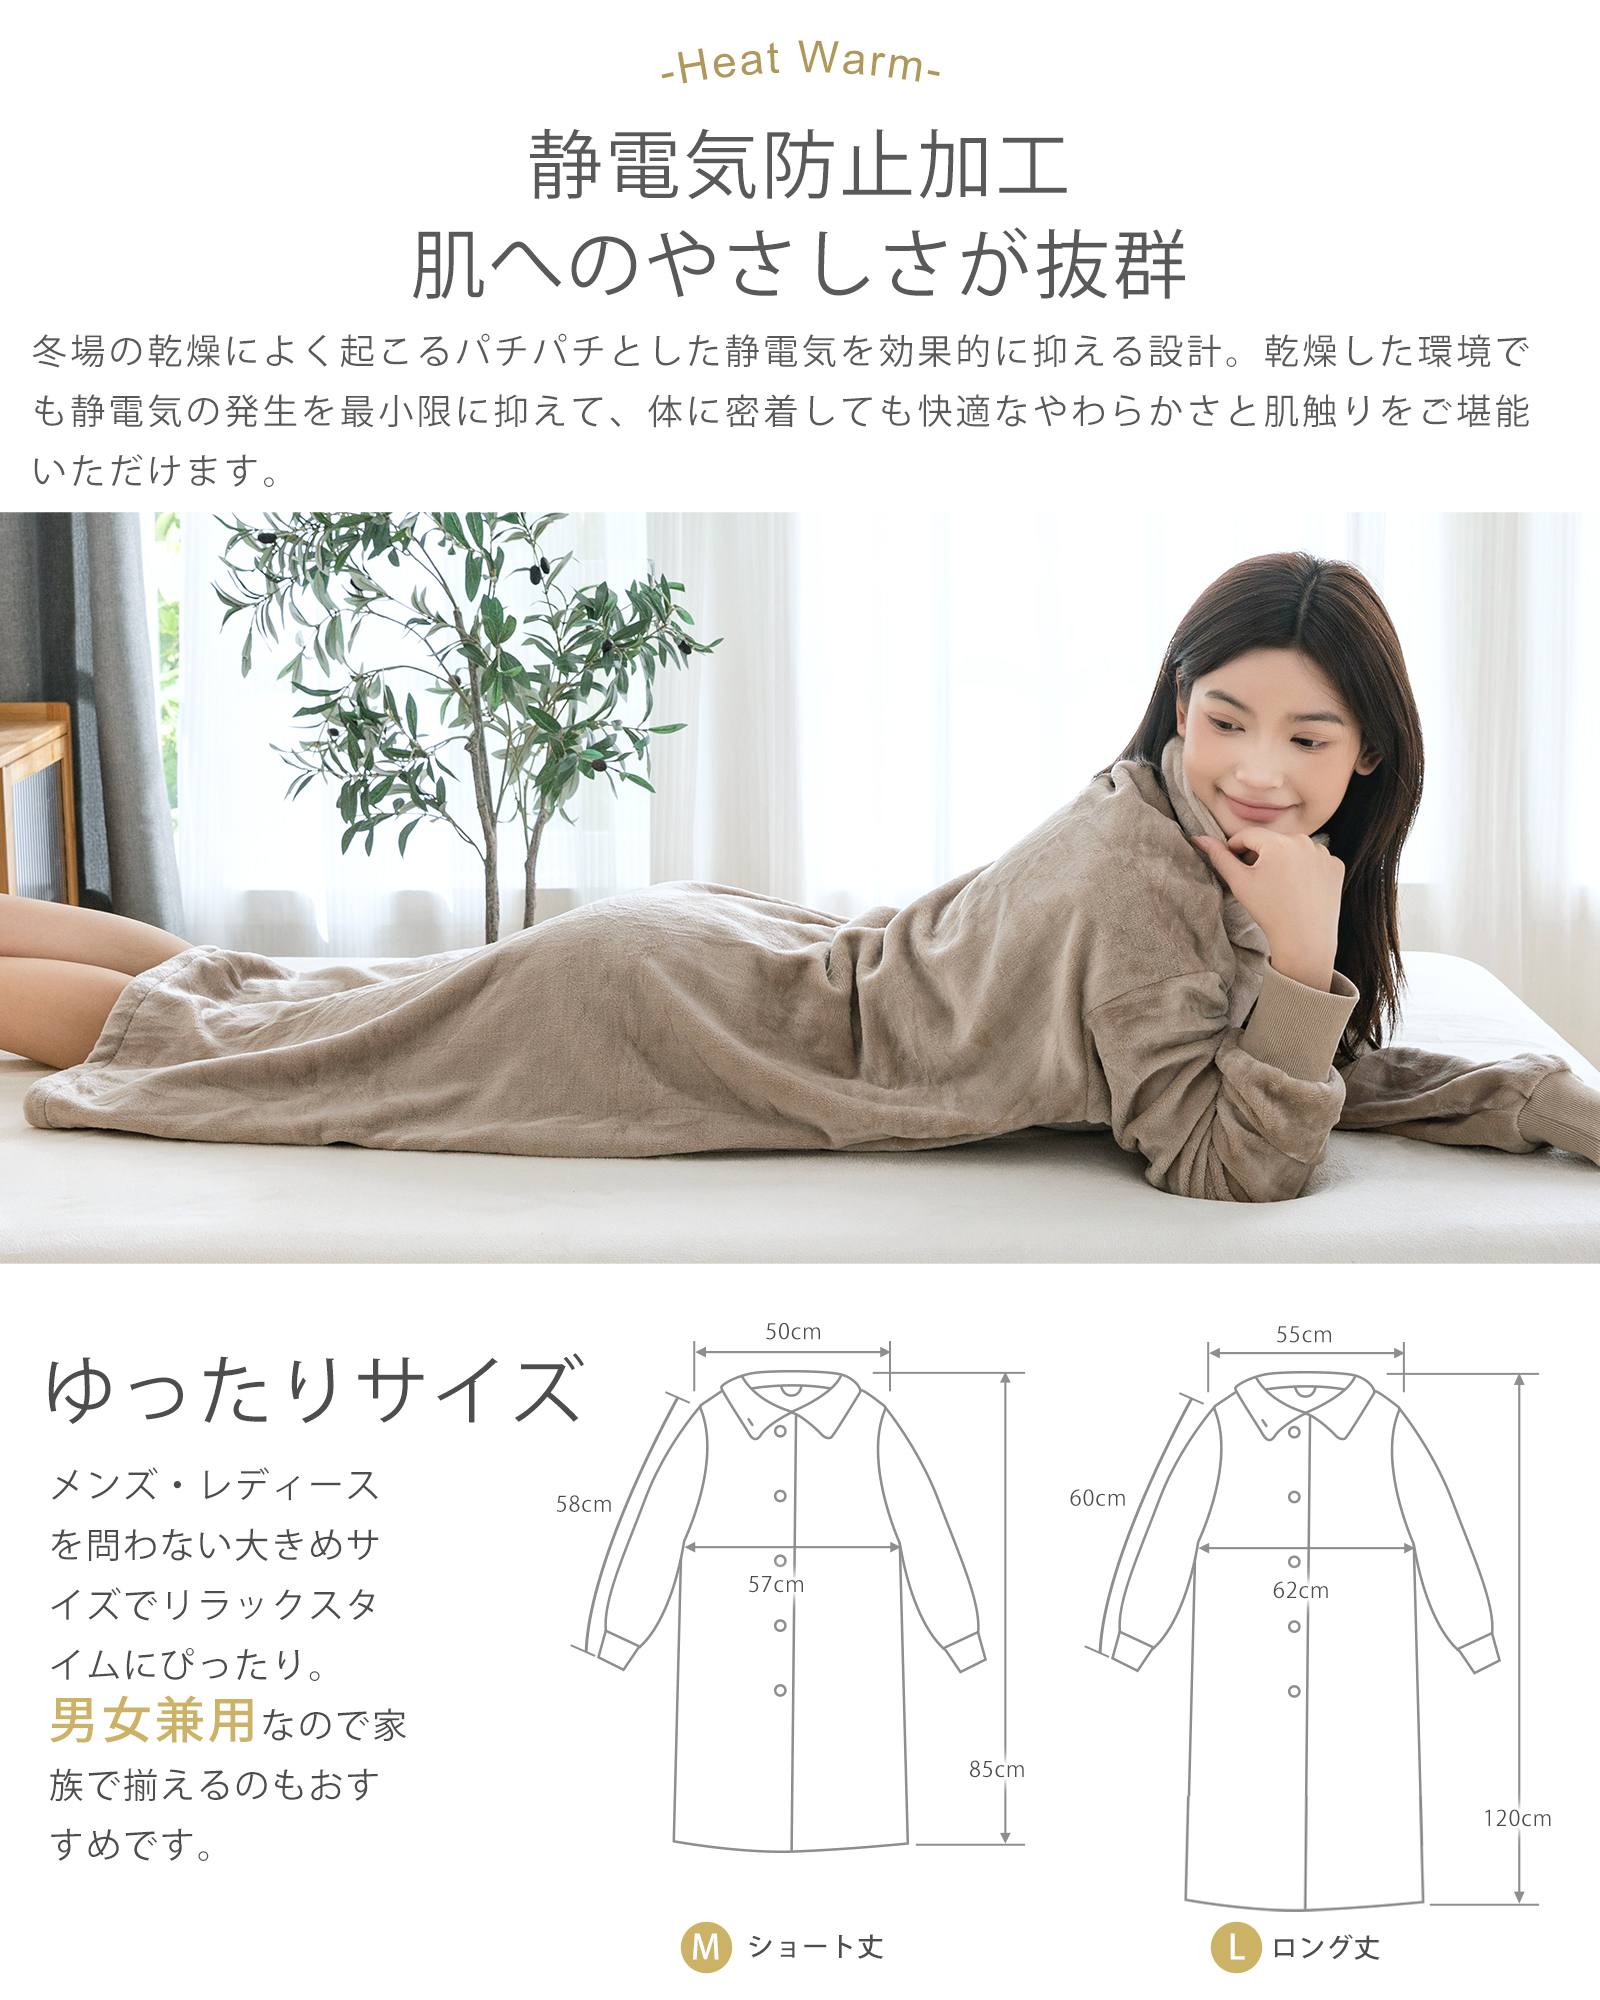 -Heat Warm-
静電気防止加工
肌へのやさしさが抜群
冬場の乾燥によく起こるパチパチとした静電気を効果的に抑える設計。乾燥した環境で
も静電気の発生を最小限に抑えて、体に密着しても快適なやわらかさと肌触りをご堪能
いただけます。
ゆったりサイズ
メンズ・レディース
を問わない大きめサ
イズでリラックスタ
イムにぴったり。
男女兼用なので家
族で揃えるのもおす
すめです。
50cm
58cm
57cm
85cm
M ショート丈
55cm
60cm
62cm
120cm
L ロング丈